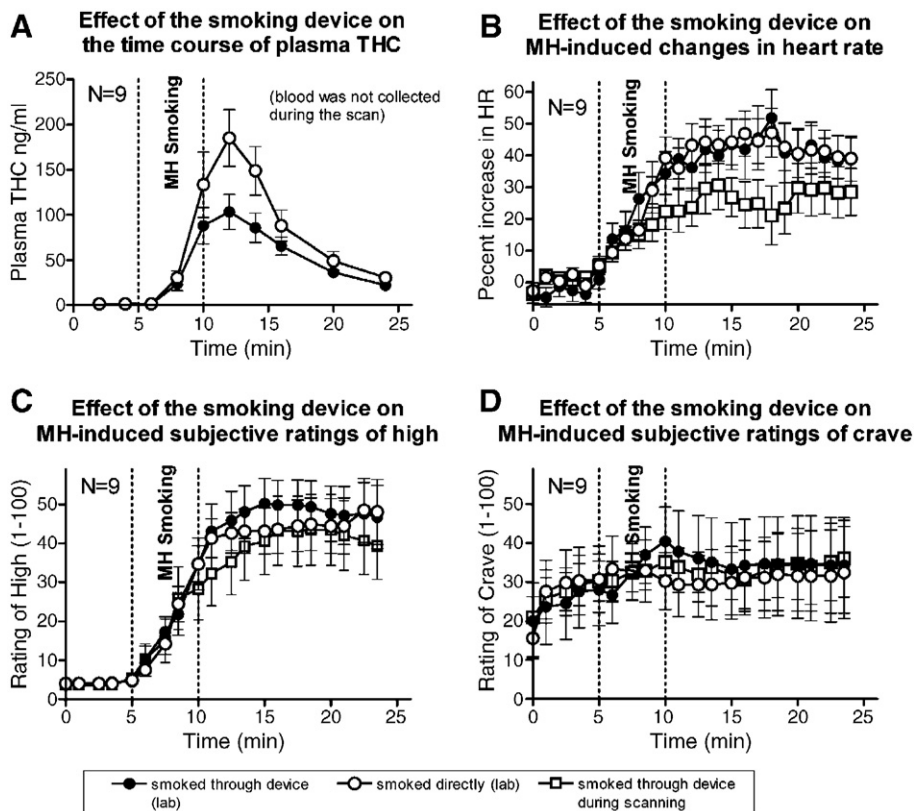 A
Effect of the smoking device on
the time course of plasma THC
Plasma THC ng/ml
250
200
150
100
50
0
N=9
MH Smoking
(blood was not collected
during the scan)
0 5 10 15 20 25
Time (min)
B
Effect of the smoking device on
MH-induced changes in heart rate
Pecent increase in HR
60
50
40
30
20
10
0
N=9
MH Smoking
0 5 10 15 20 25
Time (min)
C
Effect of the smoking device on
MH-induced subjective ratings of high
Rating of High (1-100)
50
40
30
20
10
0
N=9
MH Smoking
0 5 10 15 20 25
Time (min)
D
Effect of the smoking device on
MH-induced subjective ratings of crave
Rating of Crave (1-100)
50
40
30
20
10
0
N=9
MH Smoking
0 5 10 15 20 25
Time (min)
smoked through device
(lab)
smoked directly (lab)
smoked through device
during scanning